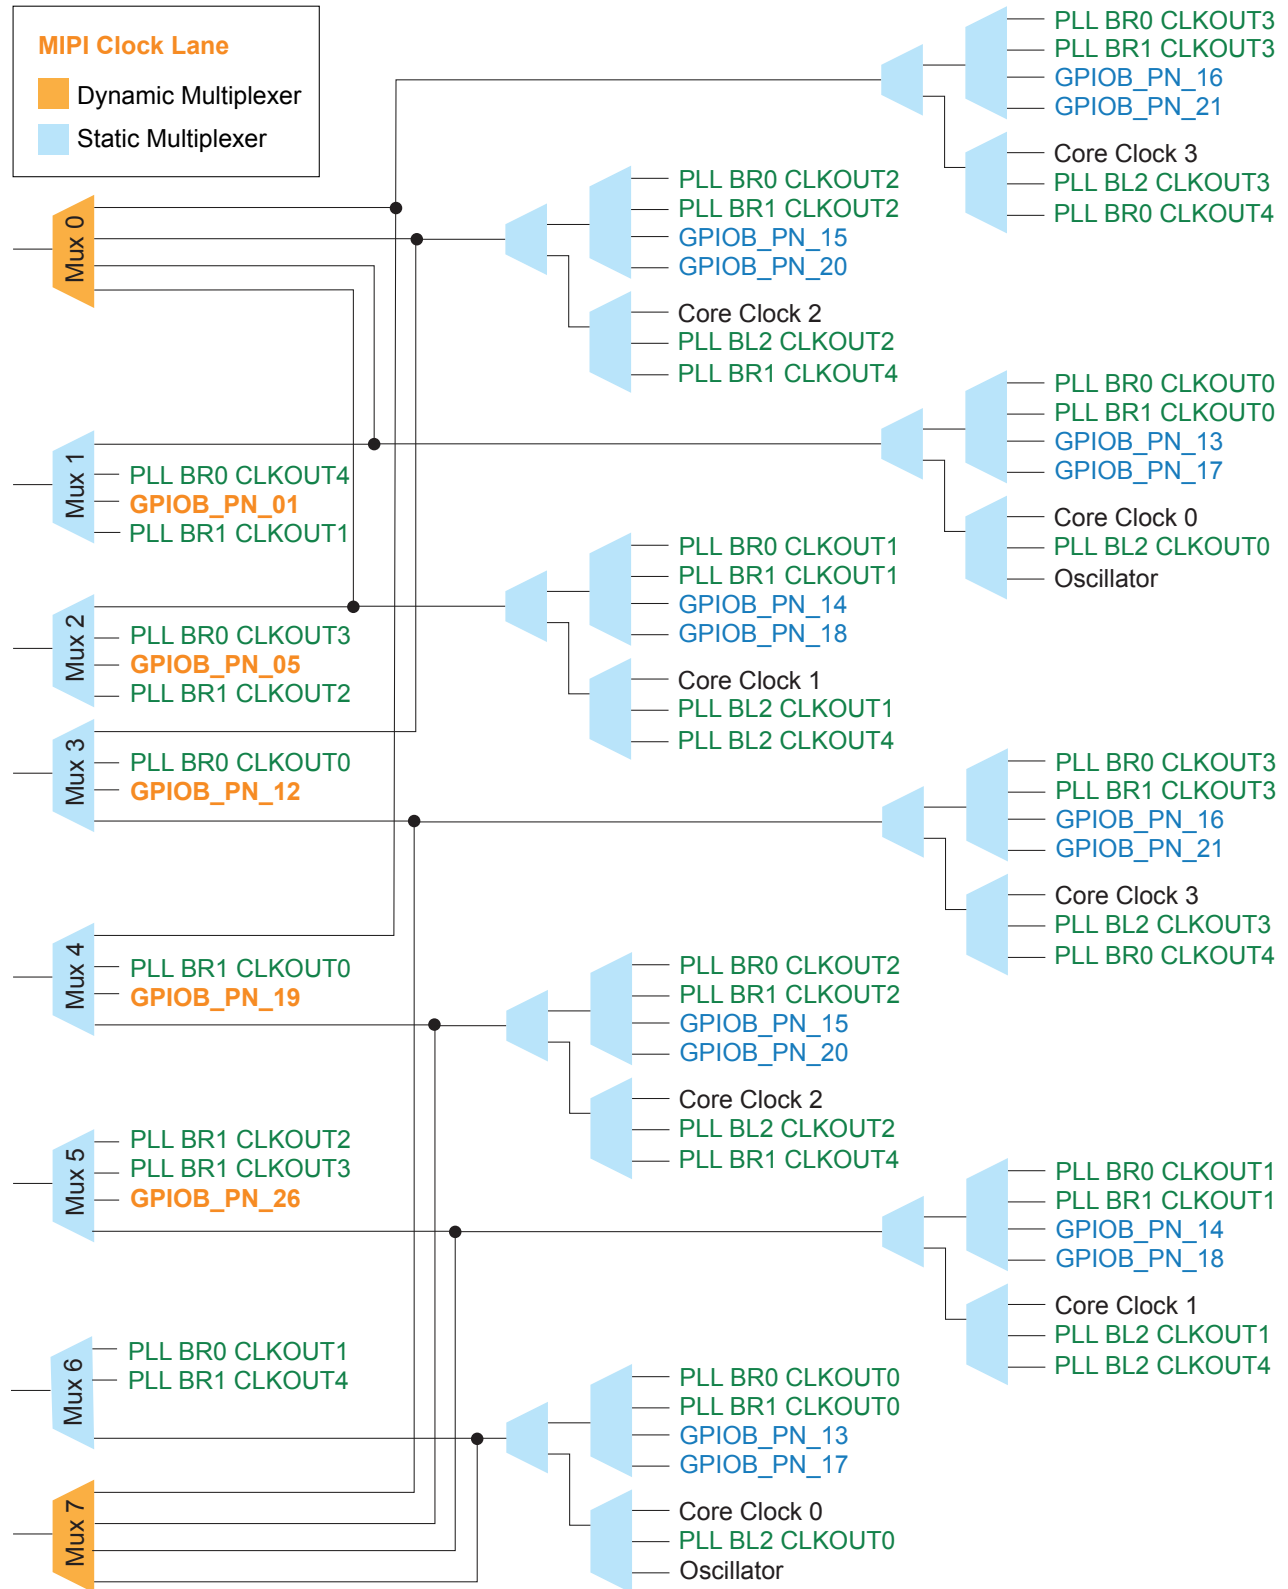 MIPI Clock Lane
Dynamic Multiplexer
Static Multiplexer
PLL BR0 CLKOUT3
PLL BR1 CLKOUT3
GPIOB_PN_16
GPIOB_PN_21
Core Clock 3
PLL BL2 CLKOUT3
PLL BR0 CLKOUT4
Mux 0
PLL BR0 CLKOUT2
PLL BR1 CLKOUT2
GPIOB_PN_15
GPIOB_PN_20
Core Clock 2
PLL BL2 CLKOUT2
PLL BR1 CLKOUT4
Mux 1
PLL BR0 CLKOUT4
GPIOB_PN_01
PLL BR1 CLKOUT1
PLL BR0 CLKOUT0
PLL BR1 CLKOUT0
GPIOB_PN_13
GPIOB_PN_17
Core Clock 0
PLL BL2 CLKOUT0
Oscillator
Mux 2
PLL BR0 CLKOUT3
GPIOB_PN_05
PLL BR1 CLKOUT2
PLL BR0 CLKOUT1
PLL BR1 CLKOUT1
GPIOB_PN_14
GPIOB_PN_18
Core Clock 1
PLL BL2 CLKOUT1
PLL BL2 CLKOUT4
Mux 3
PLL BR0 CLKOUT0
GPIOB_PN_12
PLL BR0 CLKOUT3
PLL BR1 CLKOUT3
GPIOB_PN_16
GPIOB_PN_21
Core Clock 3
PLL BL2 CLKOUT3
PLL BR0 CLKOUT4
Mux 4
PLL BR1 CLKOUT0
GPIOB_PN_19
PLL BR0 CLKOUT2
PLL BR1 CLKOUT2
GPIOB_PN_15
GPIOB_PN_20
Core Clock 2
PLL BL2 CLKOUT2
PLL BR1 CLKOUT4
Mux 5
PLL BR1 CLKOUT2
PLL BR1 CLKOUT3
GPIOB_PN_26
PLL BR0 CLKOUT1
PLL BR1 CLKOUT1
GPIOB_PN_14
GPIOB_PN_18
Core Clock 1
PLL BL2 CLKOUT1
PLL BL2 CLKOUT4
Mux 6
PLL BR0 CLKOUT1
PLL BR1 CLKOUT4
PLL BR0 CLKOUT0
PLL BR1 CLKOUT0
GPIOB_PN_13
GPIOB_PN_17
Core Clock 0
PLL BL2 CLKOUT0
Oscillator
Mux 7